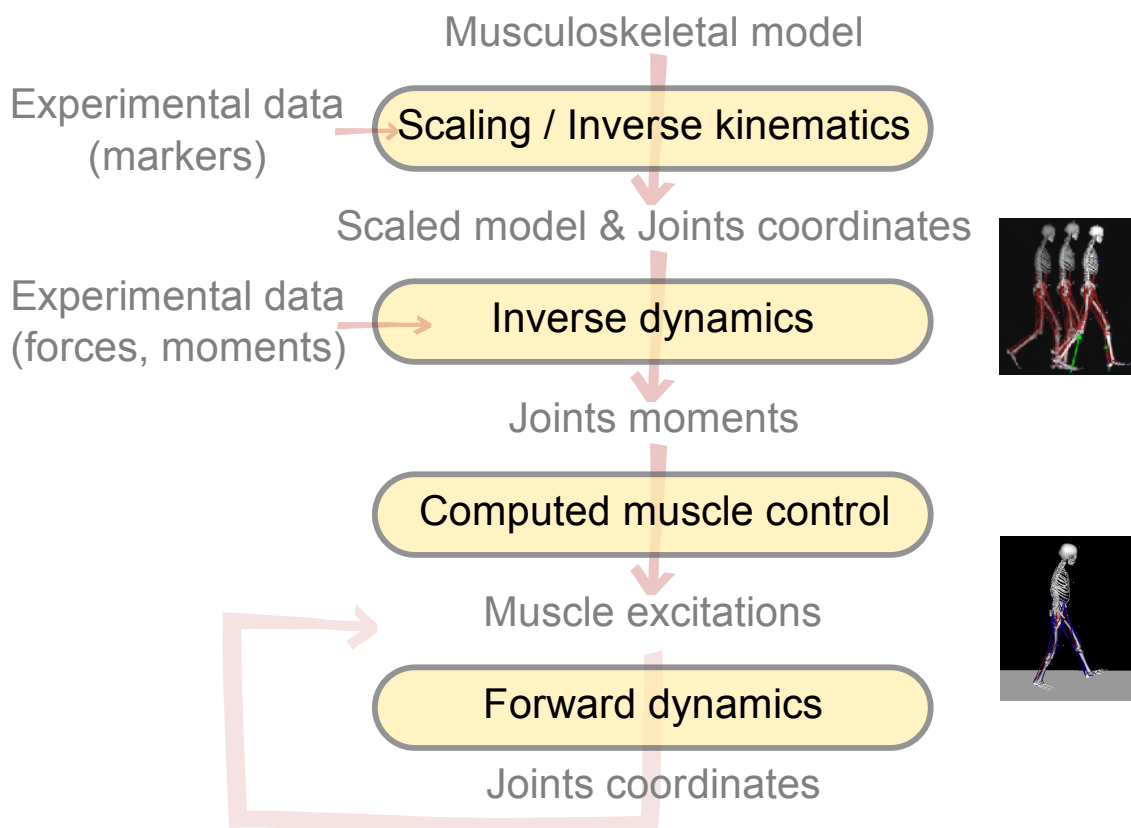 Musculoskeletal model
Experimental data
(markers)
Scaling / Inverse kinematics
Scaled model & Joints coordinates
Experimental data
(forces, moments)
Inverse dynamics
Joints moments
Computed muscle control
Muscle excitations
Forward dynamics
Joints coordinates